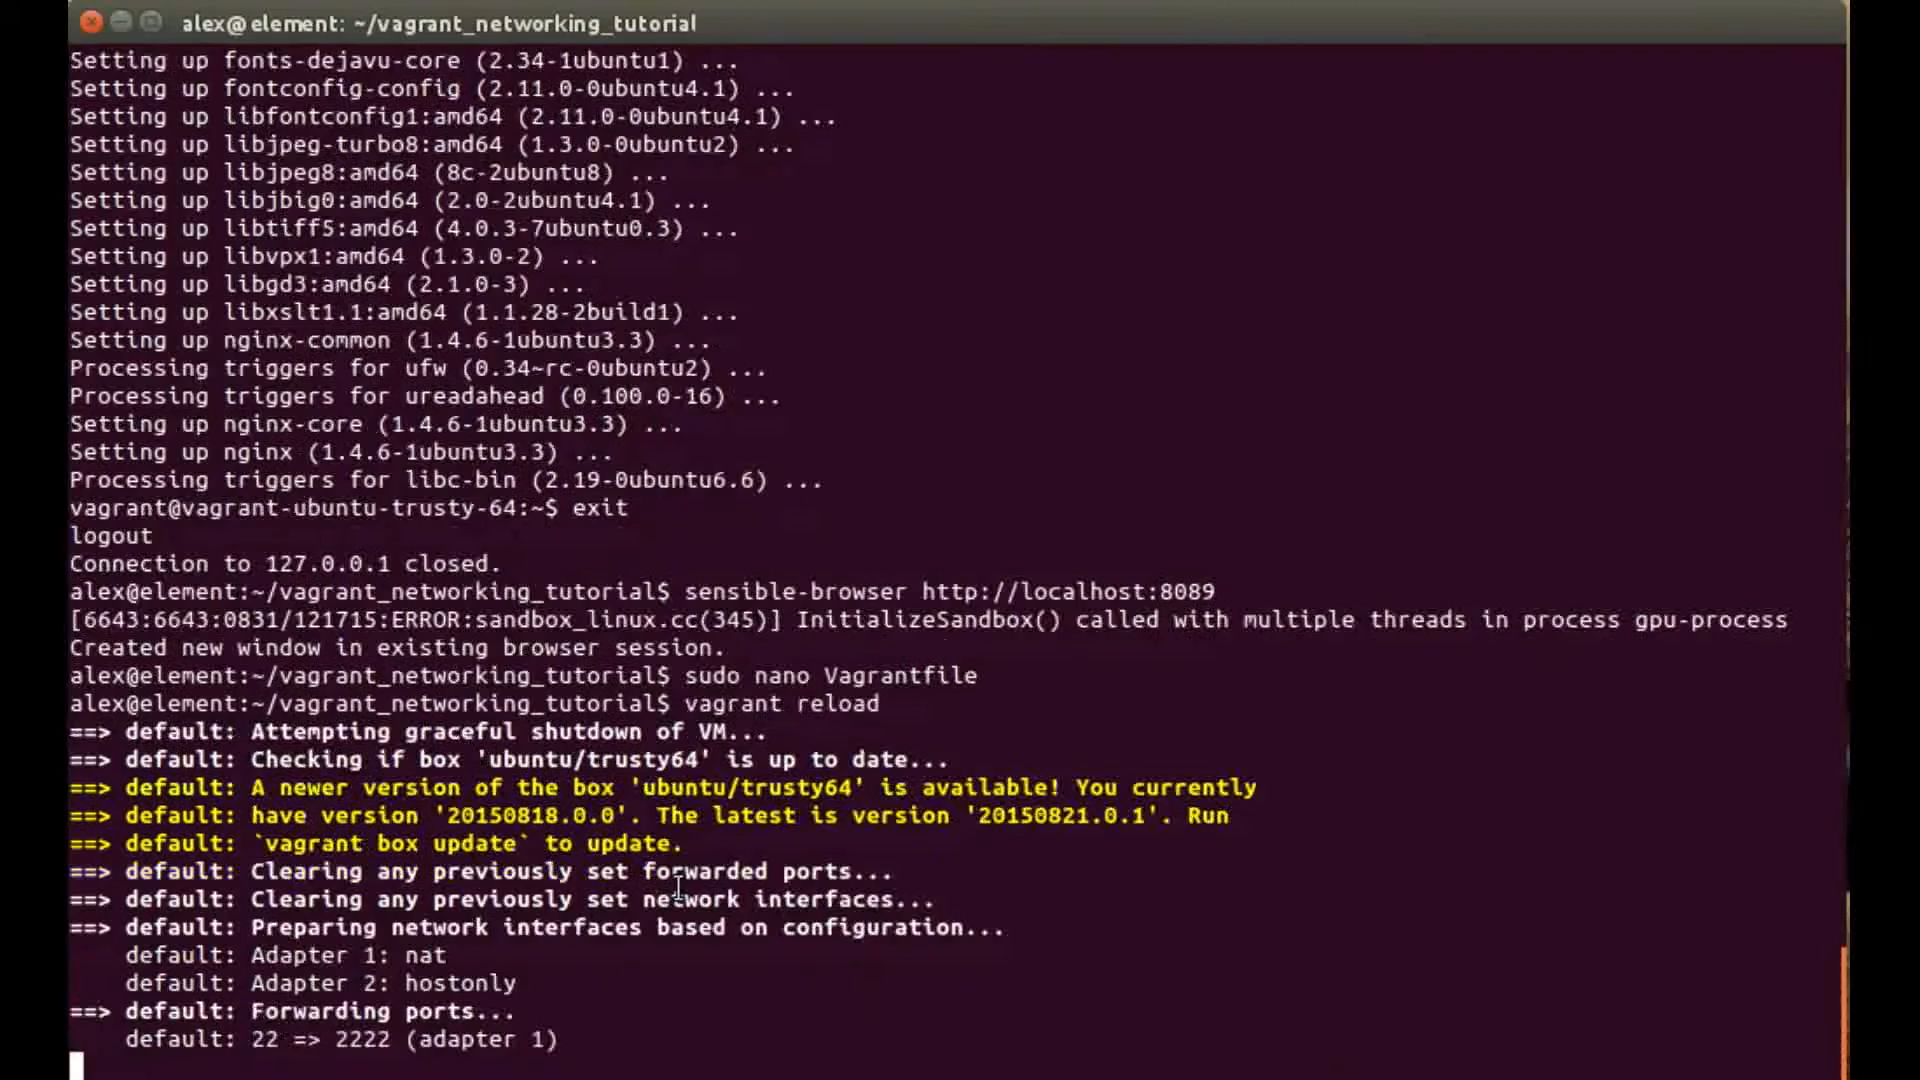 alex@element: ~/vagrant_networking_tutorial
Setting up fonts-dejavu-core (2.34-1ubuntu1) ...
Setting up fontconfig-config (2.11.0-0ubuntu4.1) ...
Setting up libfontconfig1:amd64 (2.11.0-0ubuntu4.1) ...
Setting up libjpeg-turbo8:amd64 (1.3.0-0ubuntu2) ...
Setting up libjpeg8:amd64 (8c-2ubuntu8) ...
Setting up libjbig0:amd64 (2.0-2ubuntu4.1) ...
Setting up libtiff5:amd64 (4.0.3-7ubuntu0.3) ...
Setting up libvpx1:amd64 (1.3.0-2) ...
Setting up libgd3:amd64 (2.1.0-3) ...
Setting up libxslt1.1:amd64 (1.1.28-2build1) ...
Setting up nginx-common (1.4.6-1ubuntu3.3) ...
Processing triggers for ufw (0.34~rc-0ubuntu2) ...
Processing triggers for ureadahead (0.100.0-16) ...
Setting up nginx-core (1.4.6-1ubuntu3.3) ...
Setting up nginx (1.4.6-1ubuntu3.3) ...
Processing triggers for libc-bin (2.19-0ubuntu6.6) ...
vagrant@vagrant-ubuntu-trusty-64:~$ exit
logout
Connection to 127.0.0.1 closed.
alex@element:~/vagrant_networking_tutorial$ sensible-browser http://localhost:8089
[6643:6643:0831/121715:ERROR:sandbox_linux.cc(345)] InitializeSandbox() called with multiple threads in process gpu-process
Created new window in existing browser session.
alex@element:~/vagrant_networking_tutorial$ sudo nano Vagrantfile
alex@element:~/vagrant_networking_tutorial$ vagrant reload
==> default: Attempting graceful shutdown of VM...
==> default: Checking if box 'ubuntu/trusty64' is up to date...
==> default: A newer version of the box 'ubuntu/trusty64' is available! You currently
==> default: have version '20150818.0.0'. The latest is version '20150821.0.1'. Run
==> default: `vagrant box update` to update.
==> default: Clearing any previously set forwarded ports...
==> default: Clearing any previously set network interfaces...
==> default: Preparing network interfaces based on configuration...
    default: Adapter 1: nat
    default: Adapter 2: hostonly
==> default: Forwarding ports...
    default: 22 => 2222 (adapter 1)